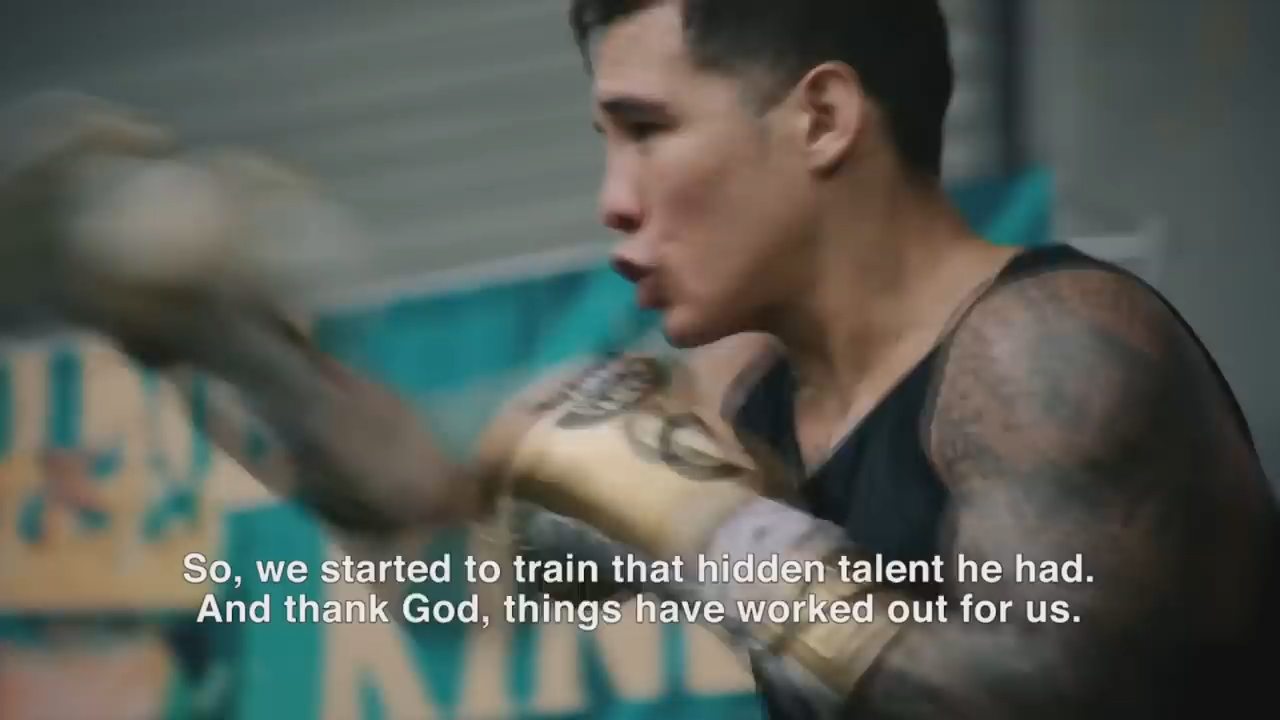 So, we started to train that hidden talent he had.
And thank God, things have worked out for us.
KING